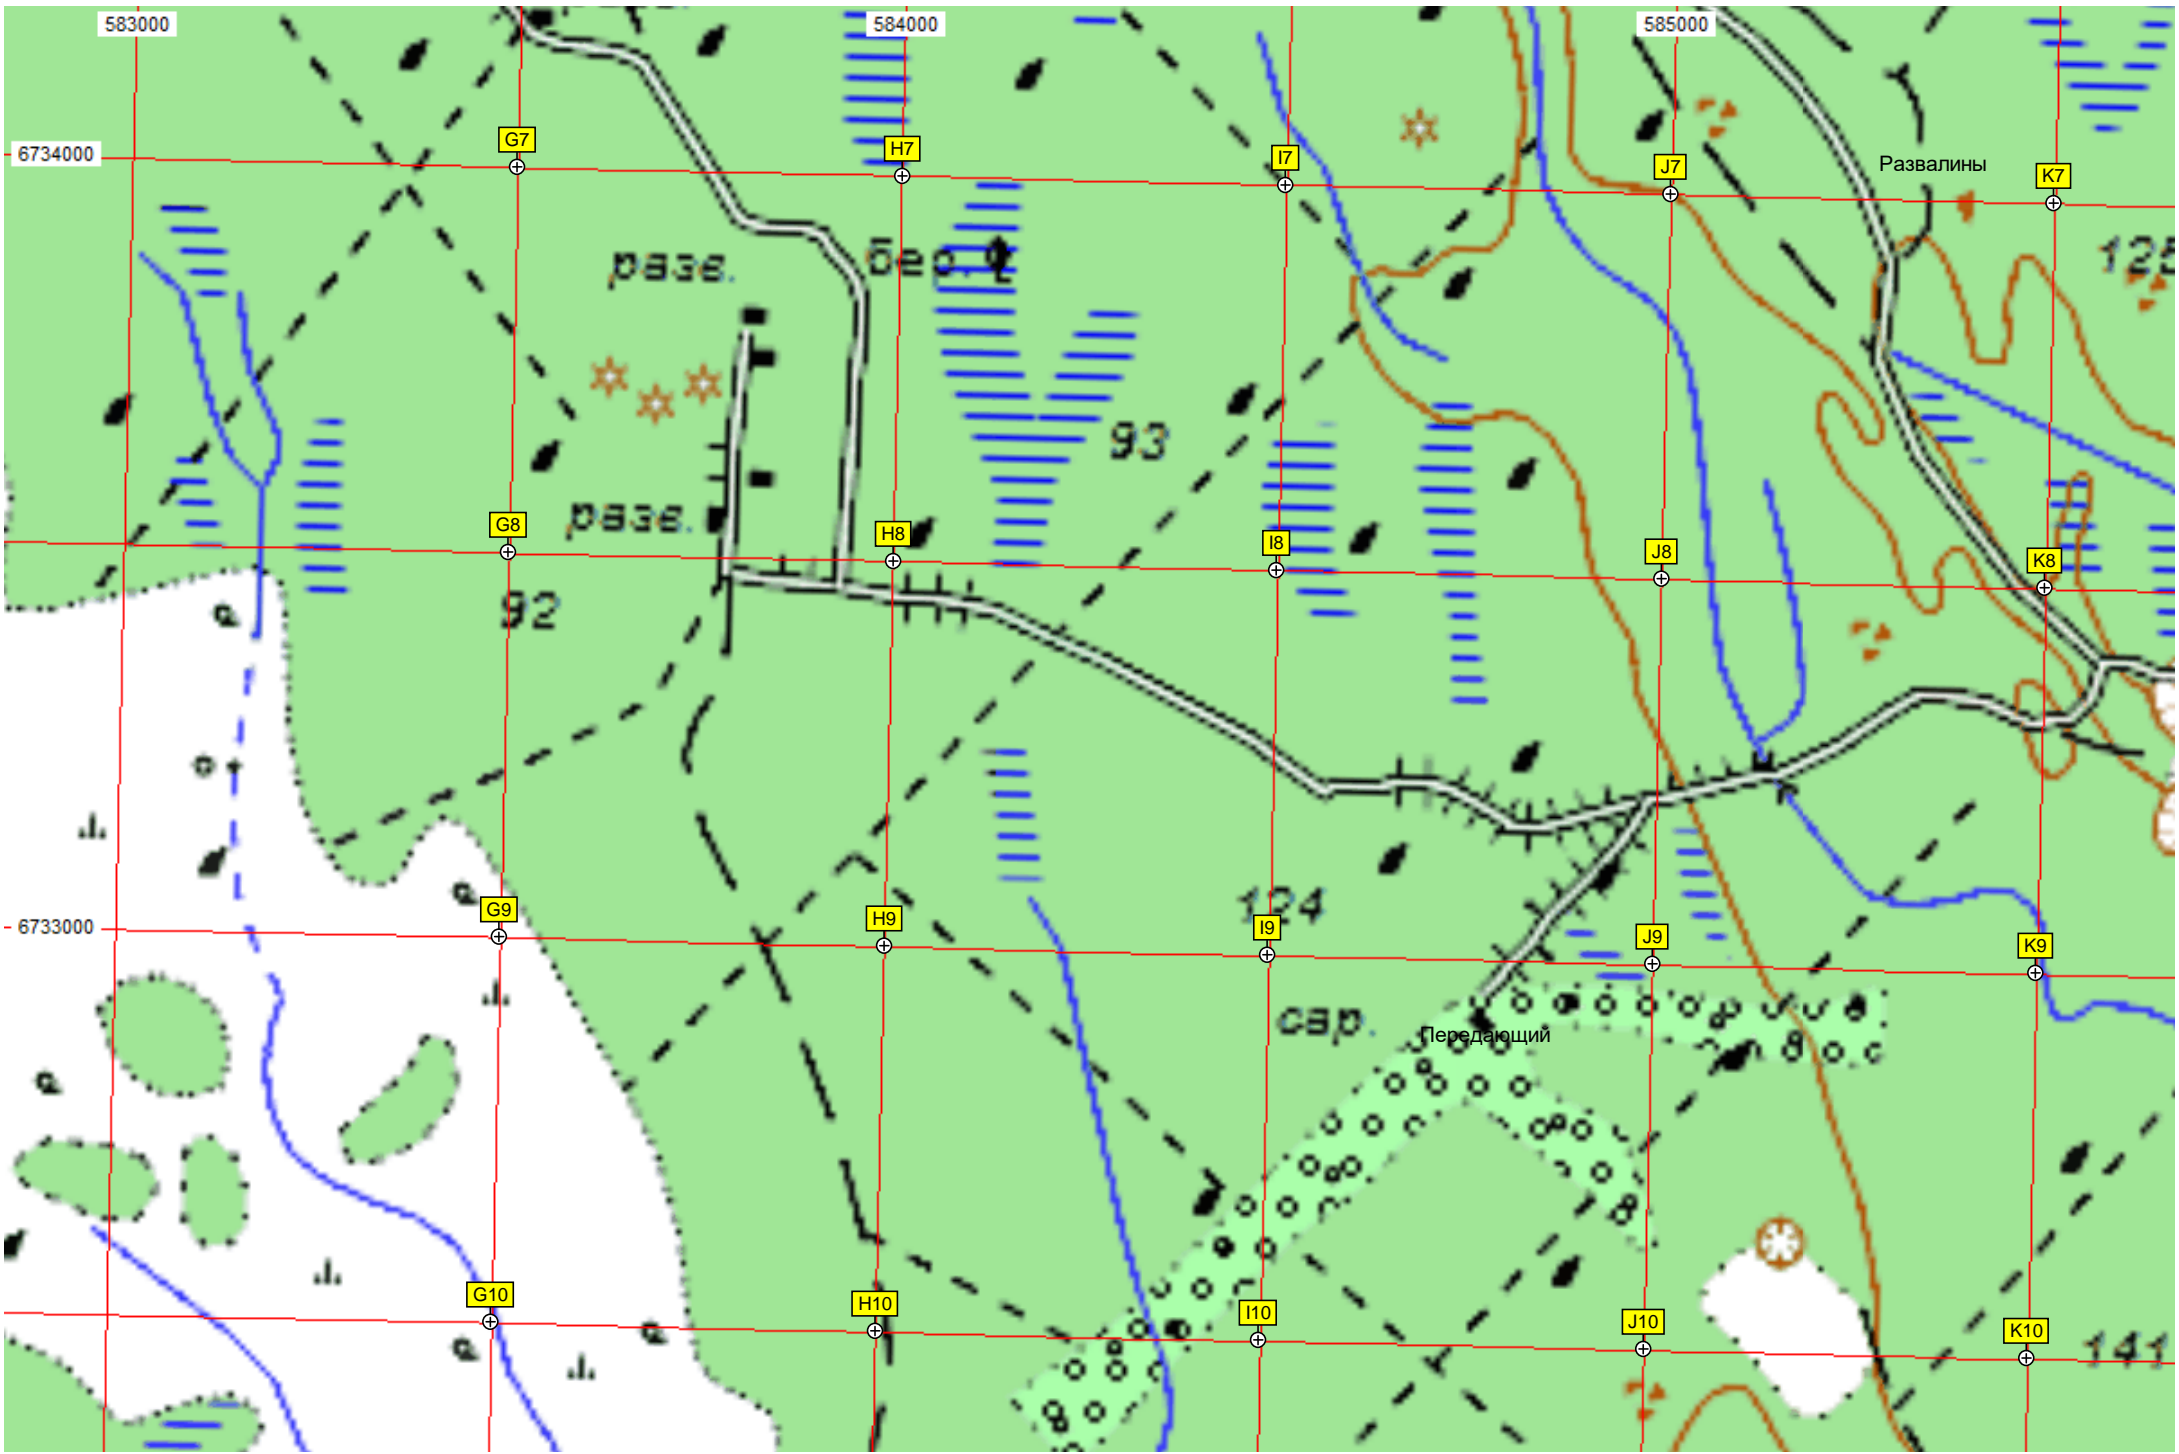 583000 584000 585000
6734000 G7 H7 I7 J7 Развалины K7
разв. бер. 125
93
разв.
G8 H8 I8 J8 K8
92
124
6733000 G9 H9 I9 J9 K9
сар. Передающий
G10 H10 I10 J10 K10
141